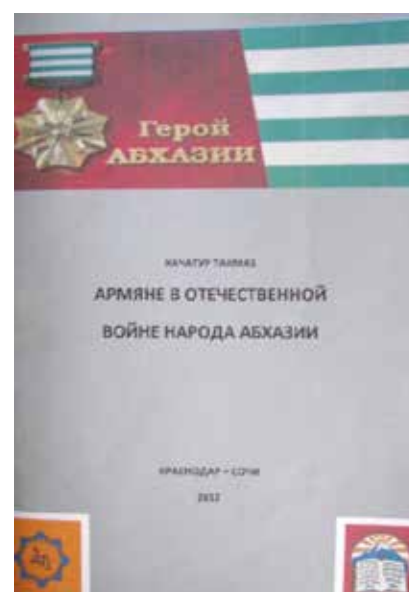 Герой
АБХАЗИИ
АРМЯНЕ В ОТЕЧЕСТВЕННОЙ
ВОЙНЕ НАРОДА АБХАЗИИ
КРАСНОДАР – СОЧИ